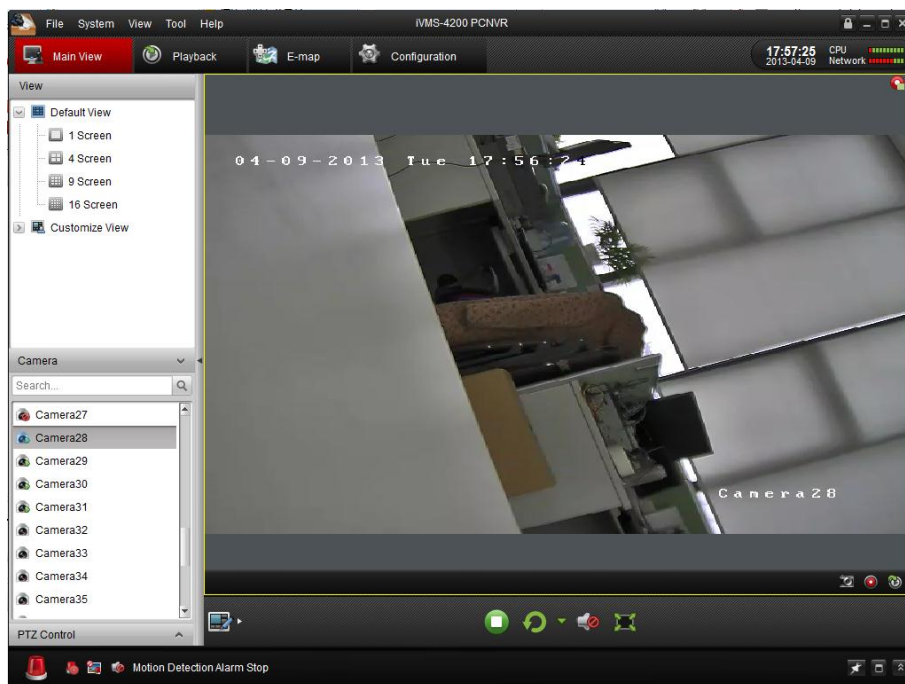 File System View Tool Help iVMS-4200 PCNVR
Main View Playback E-map Configuration
17:57:25 CPU
2013-04-09 Network
View
Default View
1 Screen
4 Screen
9 Screen
16 Screen
Customize View
04-09-2013 Tue 17:56:24
Camera28
Camera
Search...
Camera27
Camera28
Camera29
Camera30
Camera31
Camera32
Camera33
Camera34
Camera35
PTZ Control
Motion Detection Alarm Stop